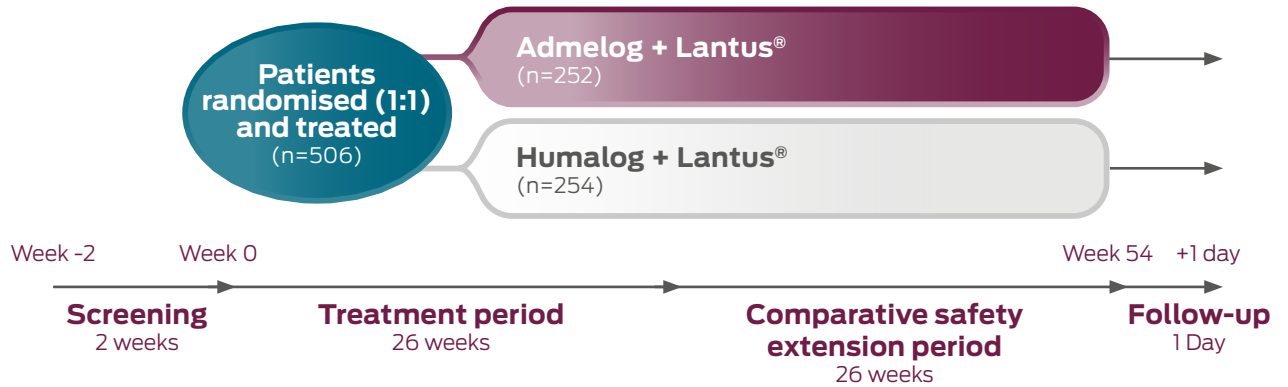 Patients
randomised (1:1)
and treated
(n=506)
Admelog + Lantus®
(n=252)
Humalog + Lantus®
(n=254)
Week -2
Week 0
Week 54
+1 day
Screening
2 weeks
Treatment period
26 weeks
Comparative safety
extension period
26 weeks
Follow-up
1 Day